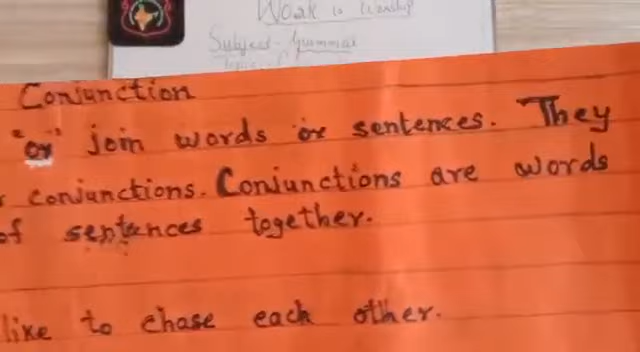 Work is Worship
Subject - Grammar
Conjunction
"or" join words or sentences. They
conjunctions. Conjunctions are words
of sentences together.
like to chase each other.